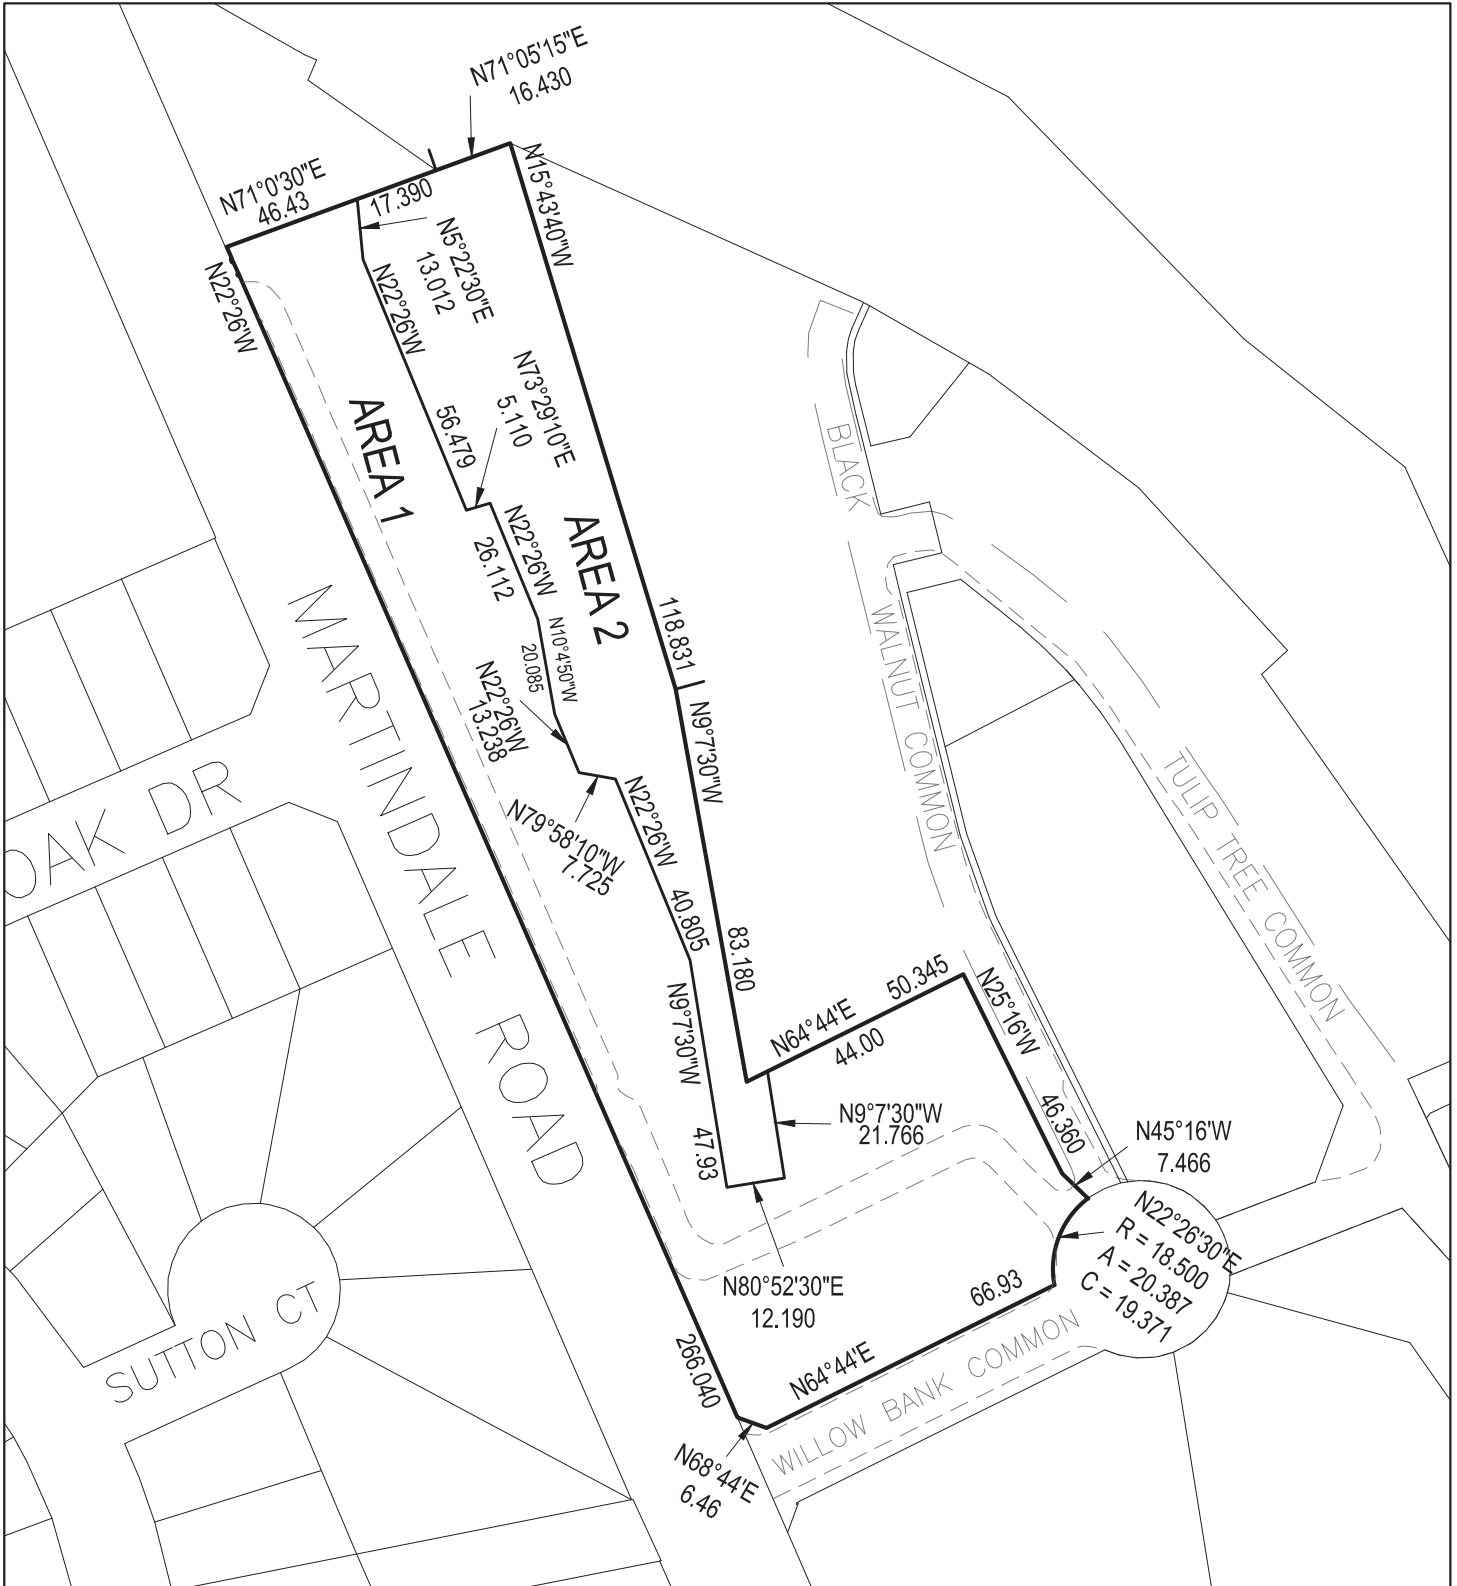 N71°05'15"E
16.430
N71°0'30"E
46.43
17.390
N15°43'40"W
N22°26'W
N5°22'30"E
13.012
N22°26'W
AREA 1
56.479
N73°29'10"E
5.110
N22°26'W
26.112
AREA 2
118.831
N10°4'50"W
20.085
N22°26'W
13.238
N9°7'30"W
N79°58'10"W
7.725
N22°26'W
40.805
83.180
N9°7'30"W
47.93
50.345
N64°44'E
44.00
N25°16'W
46.360
N9°7'30"W
21.766
N45°16'W
7.466
N22°26'30"E
R = 18.500
A = 20.387
C = 19.371
N80°52'30"E
12.190
66.93
N64°44'E
266.040
N68°44'E
6.46
MARTINDALE ROAD
OAK DR
SUTTON CT
BLACK WALNUT COMMON
TULIP TREE COMMON
WILLOW BANK COMMON